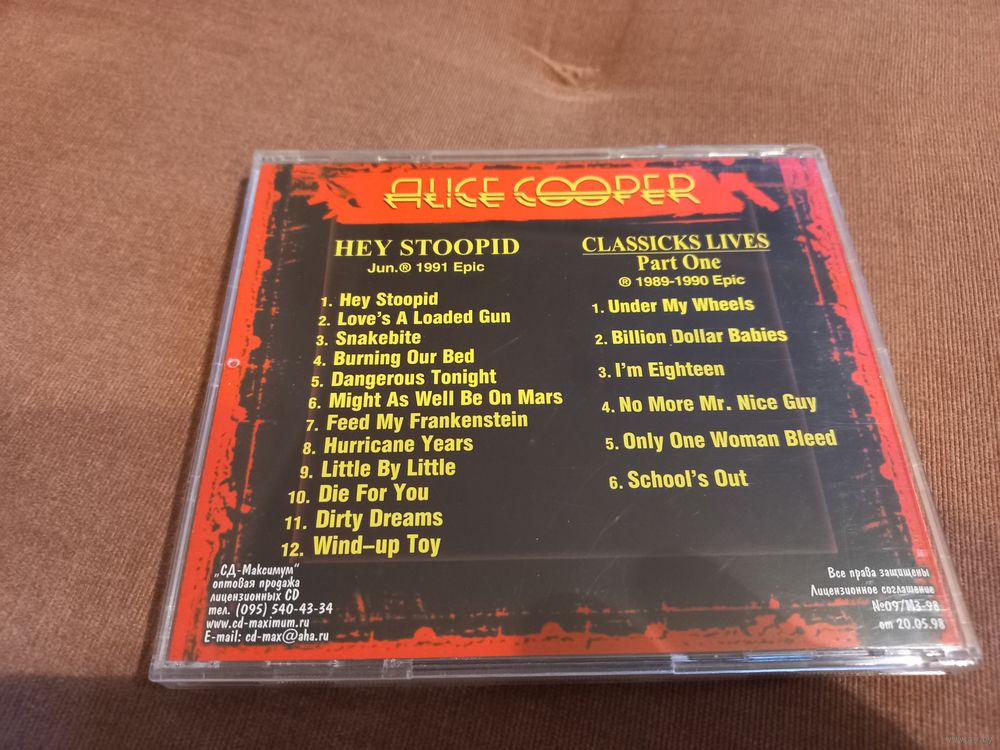 ALICE COOPER
HEY STOOPID
Jun.® 1991 Epic
1. Hey Stoopid
2. Love's A Loaded Gun
3. Snakebite
4. Burning Our Bed
5. Dangerous Tonight
6. Might As Well Be On Mars
7. Feed My Frankenstein
8. Hurricane Years
9. Little By Little
10. Die For You
11. Dirty Dreams
12. Wind-up Toy
CLASSICKS LIVES
Part One
® 1989-1990 Epic
1. Under My Wheels
2. Billion Dollar Babies
3. I'm Eighteen
4. No More Mr. Nice Guy
5. Only One Woman Bleed
6. School's Out
„СД-Максимум"
оптовая продажа
лицензионных CD
тел. (095) 540-43-34
www.cd-maximum.ru
E-mail: cd-max@aha.ru
Все права защищены
Лицензионное соглашение
№09/МЗ-98
от 20.05.98